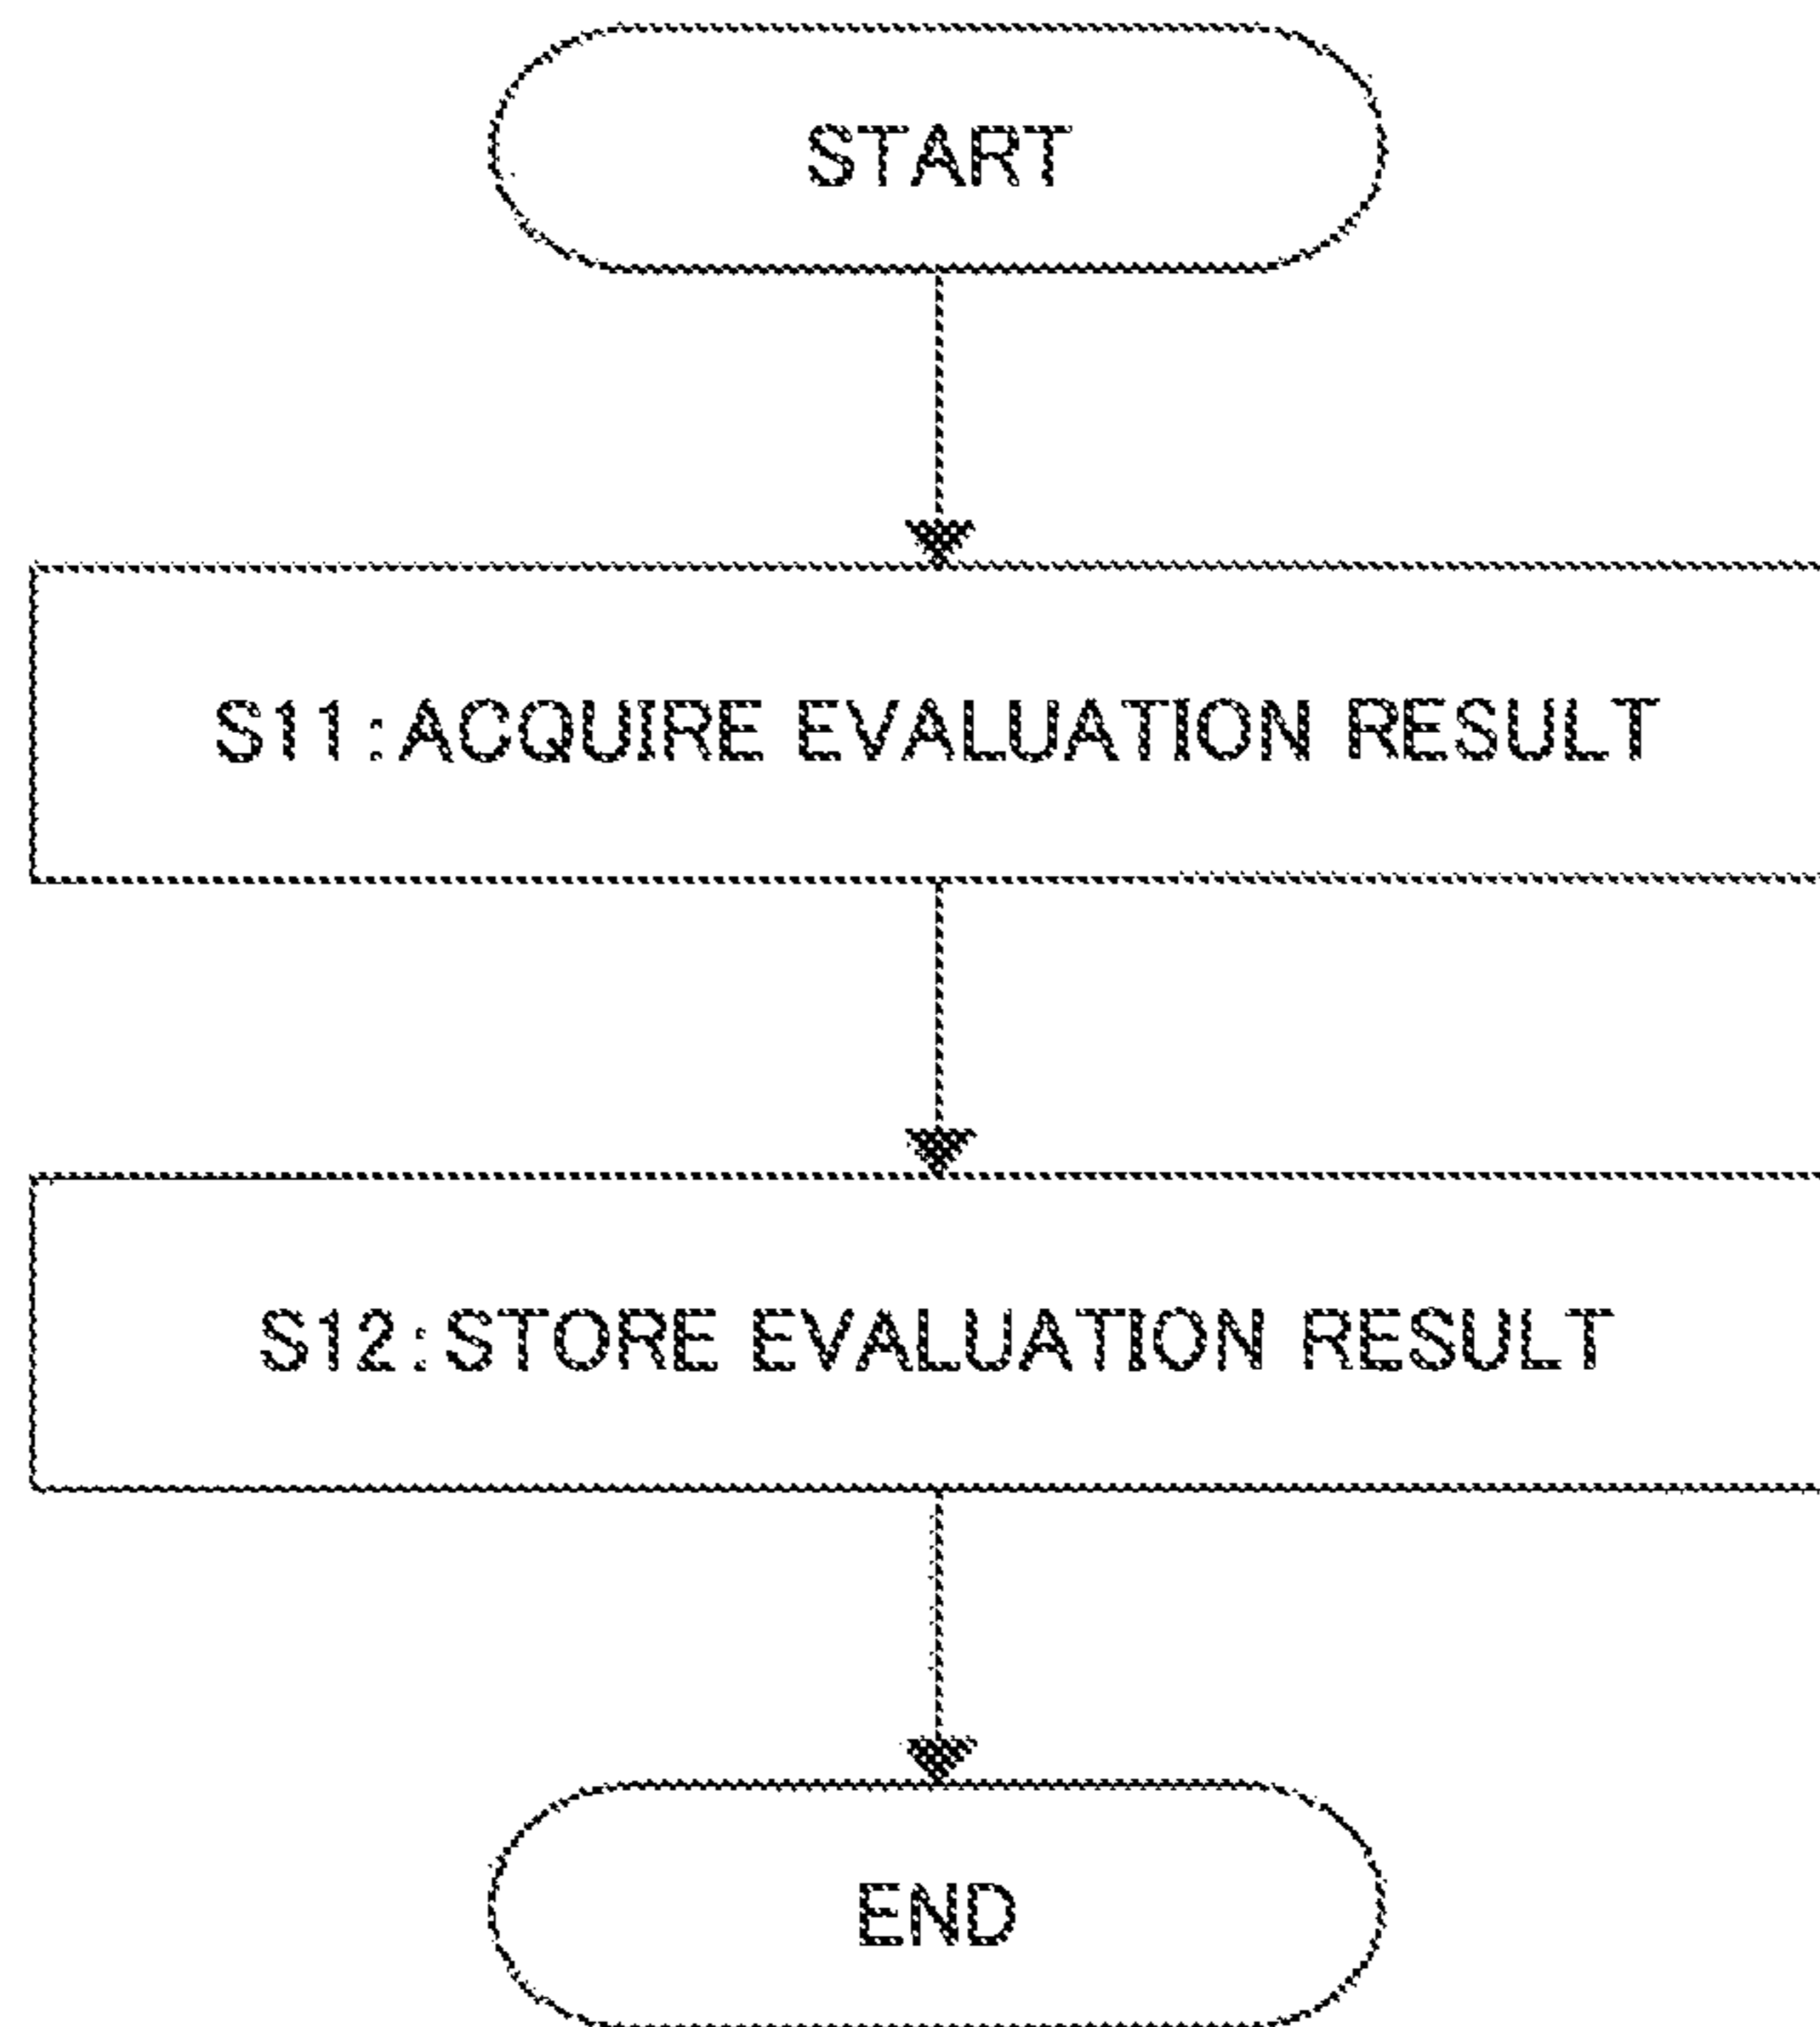 START
S11:ACQUIRE EVALUATION RESULT
S12:STORE EVALUATION RESULT
END